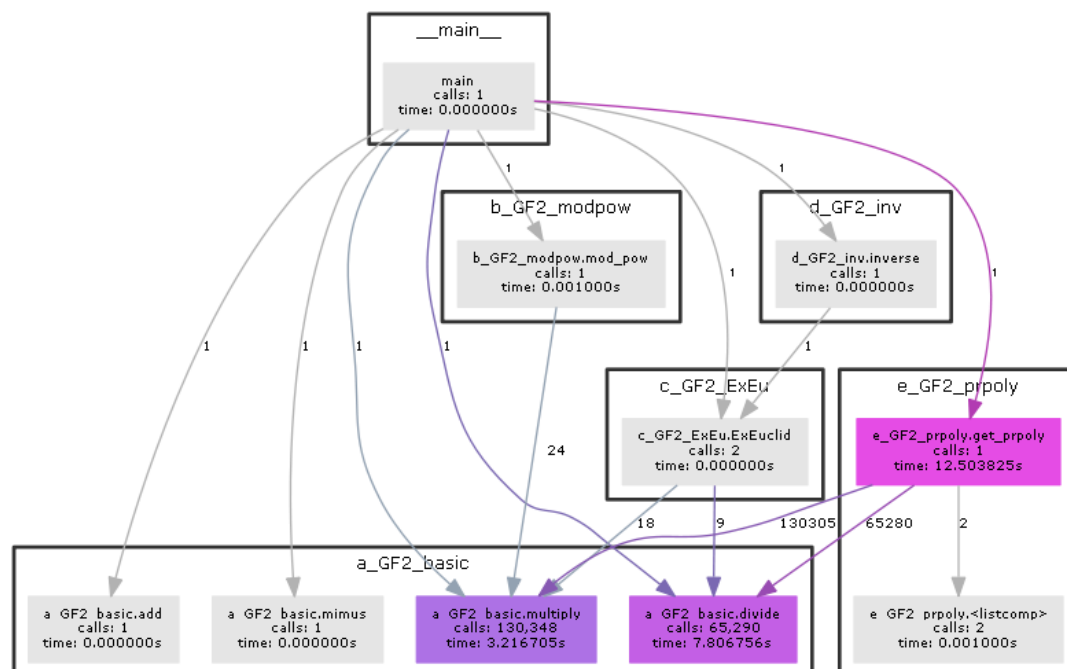 __main__
main
calls: 1
time: 0.000000s
1
b_GF2_modpow
d_GF2_inv
b_GF2_modpow.mod_pow
calls: 1
time: 0.001000s
d_GF2_inv.inverse
calls: 1
time: 0.000000s
1
1
1
1
1
1
1
1
c_GF2_ExEu
e_GF2_prpoly
c_GF2_ExEu.ExEuclid
calls: 2
time: 0.000000s
e_GF2_prpoly.get_prpoly
calls: 1
time: 12.503825s
24
18
9
130305
65280
2
a_GF2_basic
a_GF2_basic.add
calls: 1
time: 0.000000s
a_GF2_basic.mimus
calls: 1
time: 0.000000s
a_GF2_basic.multiply
calls: 130,348
time: 3.216705s
a_GF2_basic.divide
calls: 65,290
time: 7.806756s
e_GF2_prpoly.<listcomp>
calls: 2
time: 0.001000s